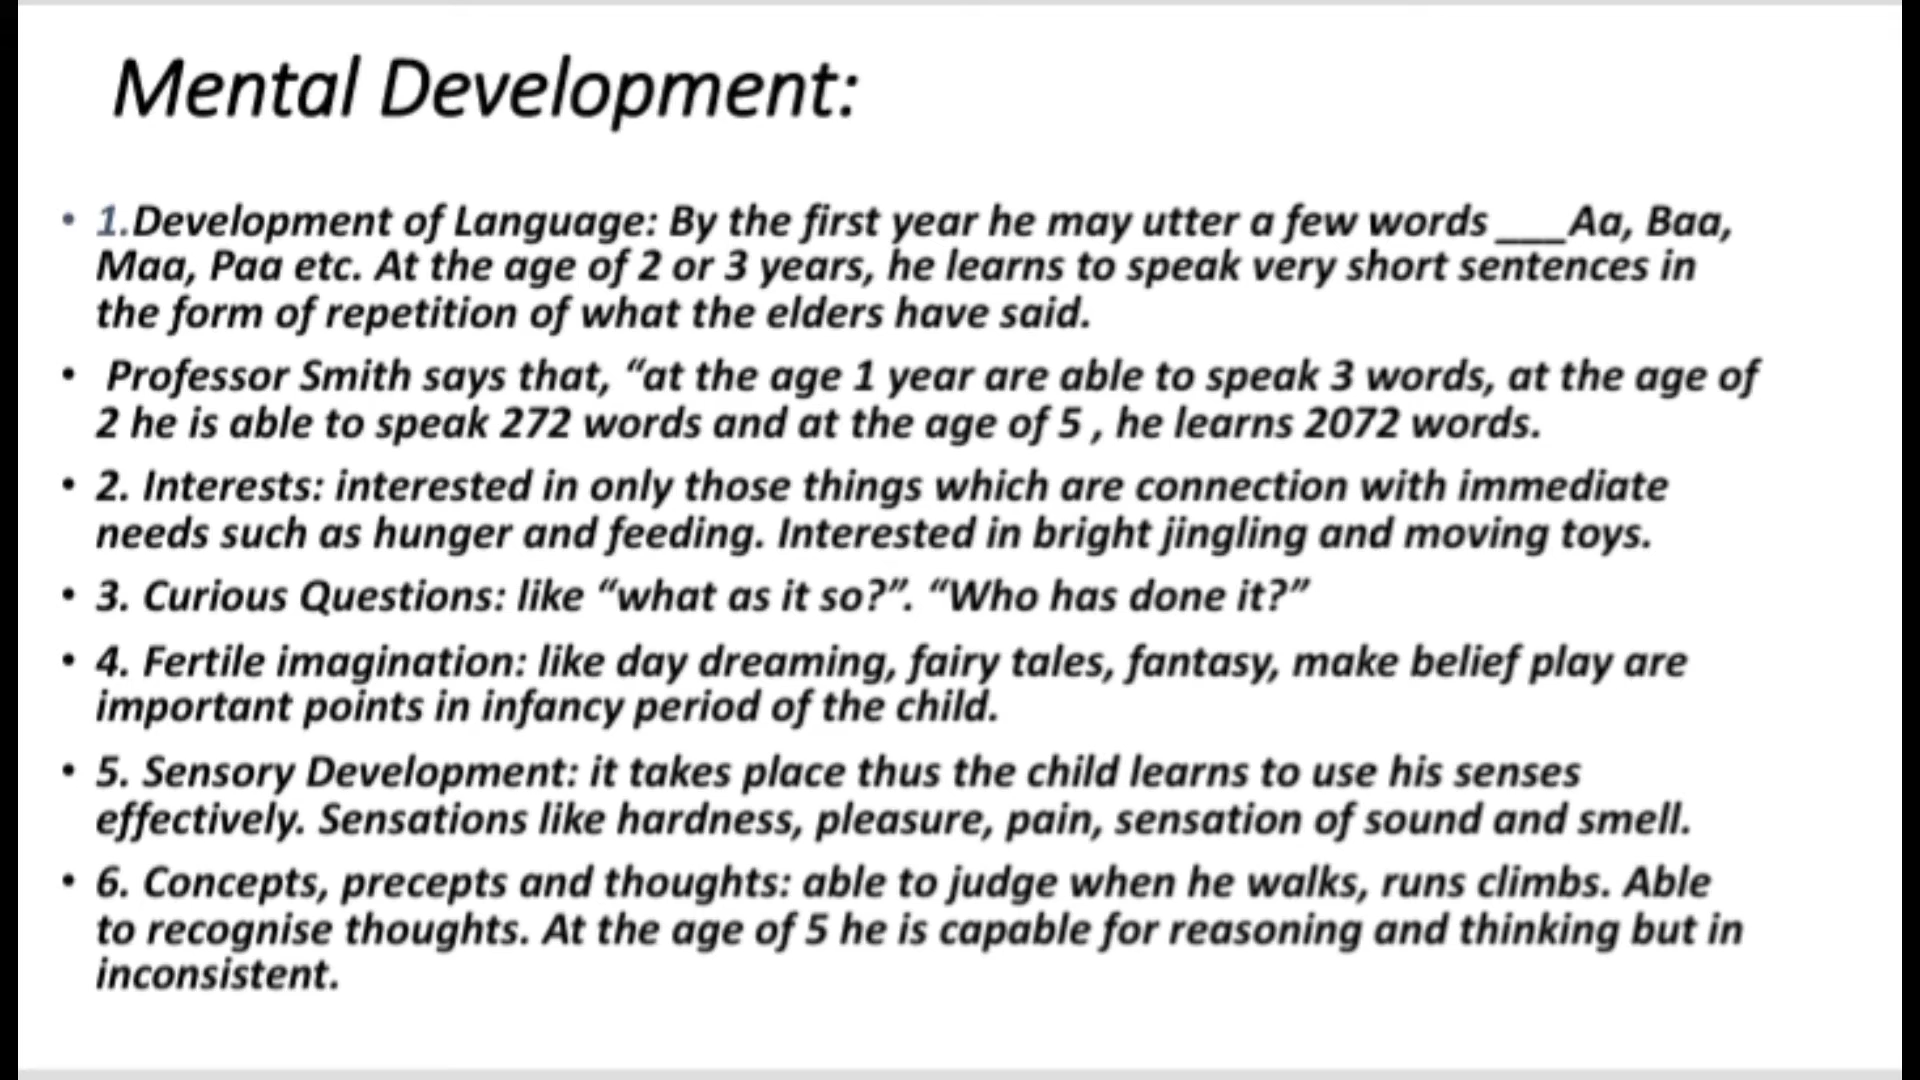 Mental Development:
• 1.Development of Language: By the first year he may utter a few words ___Aa, Baa,
Maa, Paa etc. At the age of 2 or 3 years, he learns to speak very short sentences in
the form of repetition of what the elders have said.
• Professor Smith says that, “at the age 1 year are able to speak 3 words, at the age of
2 he is able to speak 272 words and at the age of 5 , he learns 2072 words.
• 2. Interests: interested in only those things which are connection with immediate
needs such as hunger and feeding. Interested in bright jingling and moving toys.
• 3. Curious Questions: like “what as it so?”. “Who has done it?”
• 4. Fertile imagination: like day dreaming, fairy tales, fantasy, make belief play are
important points in infancy period of the child.
• 5. Sensory Development: it takes place thus the child learns to use his senses
effectively. Sensations like hardness, pleasure, pain, sensation of sound and smell.
• 6. Concepts, precepts and thoughts: able to judge when he walks, runs climbs. Able
to recognise thoughts. At the age of 5 he is capable for reasoning and thinking but in
inconsistent.